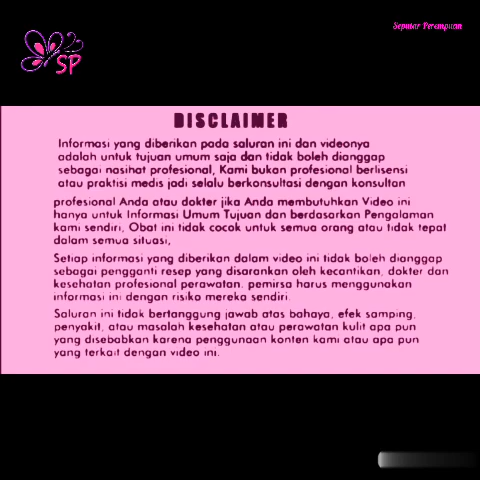 Seputar Perempuan
SP
DISCLAIMER
Informasi yang diberikan pada saluran ini dan videonya
adalah untuk tujuan umum saja dan tidak boleh dianggap
sebagai nasihat profesional, Kami bukan profesional berlisensi
atau praktisi medis jadi selalu berkonsultasi dengan konsultan
profesional Anda atau dokter jika Anda membutuhkan Video ini
hanya untuk Informasi Umum Tujuan dan berdasarkan Pengalaman
kami sendiri, Obat ini tidak cocok untuk semua orang atau tidak tepat
dalam semua situasi,
Setiap informasi yang diberikan dalam video ini tidak boleh dianggap
sebagai pengganti resep yang disarankan oleh kecantikan, dokter dan
kesehatan profesional perawatan. pemirsa harus menggunakan
informasi ini dengan risiko mereka sendiri.
Saluran ini tidak bertanggung jawab atas bahaya, efek samping,
penyakit, atau masalah kesehatan atau perawatan kulit apa pun
yang disebabkan karena penggunaan konten kami atau apa pun
yang terkait dengan video ini.